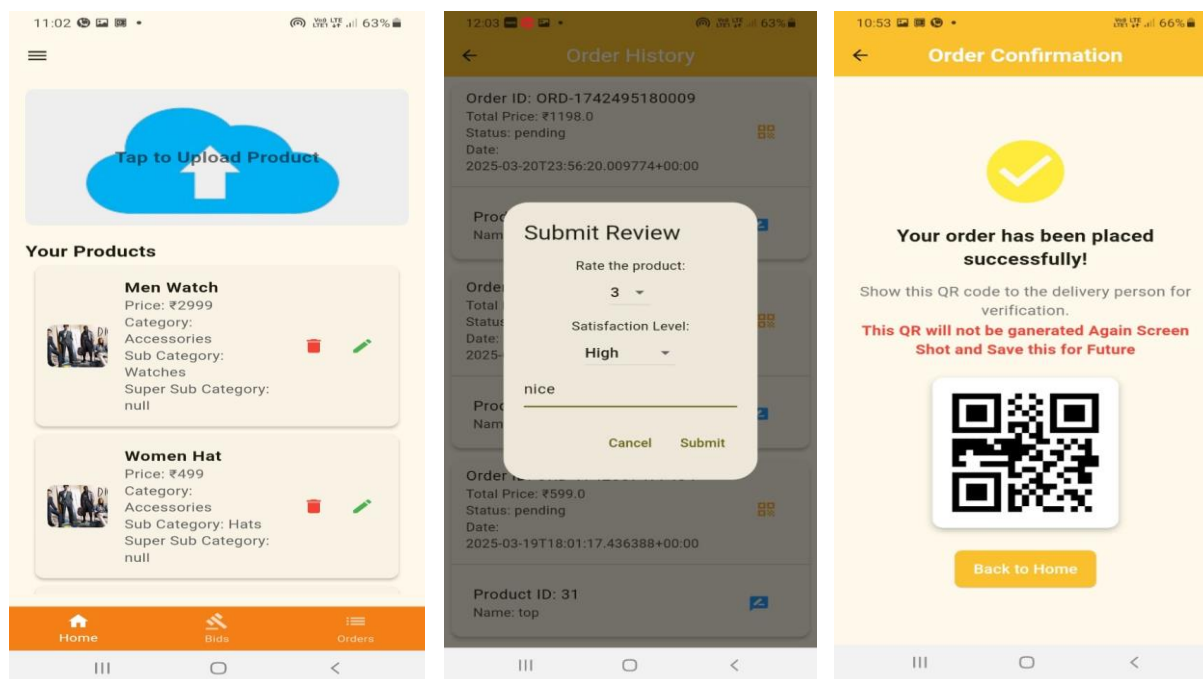 11:02
63%
Tap to Upload Product
Your Products
Men Watch
Price: ₹2999
Category:
Accessories
Sub Category:
Watches
Super Sub Category:
null
Women Hat
Price: ₹499
Category:
Accessories
Sub Category: Hats
Super Sub Category:
null
Home
Bids
Orders
12:03
63%
Order History
Order ID: ORD-1742495180009
Total Price: ₹1198.0
Status: pending
Date:
2025-03-20T23:56:20.009774+00:00
Submit Review
Rate the product:
3
Satisfaction Level:
High
nice
Cancel Submit
Total Price: ₹599.0
Status: pending
Date:
2025-03-19T18:01:17.436388+00:00
Product ID: 31
Name: top
10:53
66%
Order Confirmation
Your order has been placed
successfully!
Show this QR code to the delivery person for
verification.
This QR will not be ganerated Again Screen
Shot and Save this for Future
Back to Home